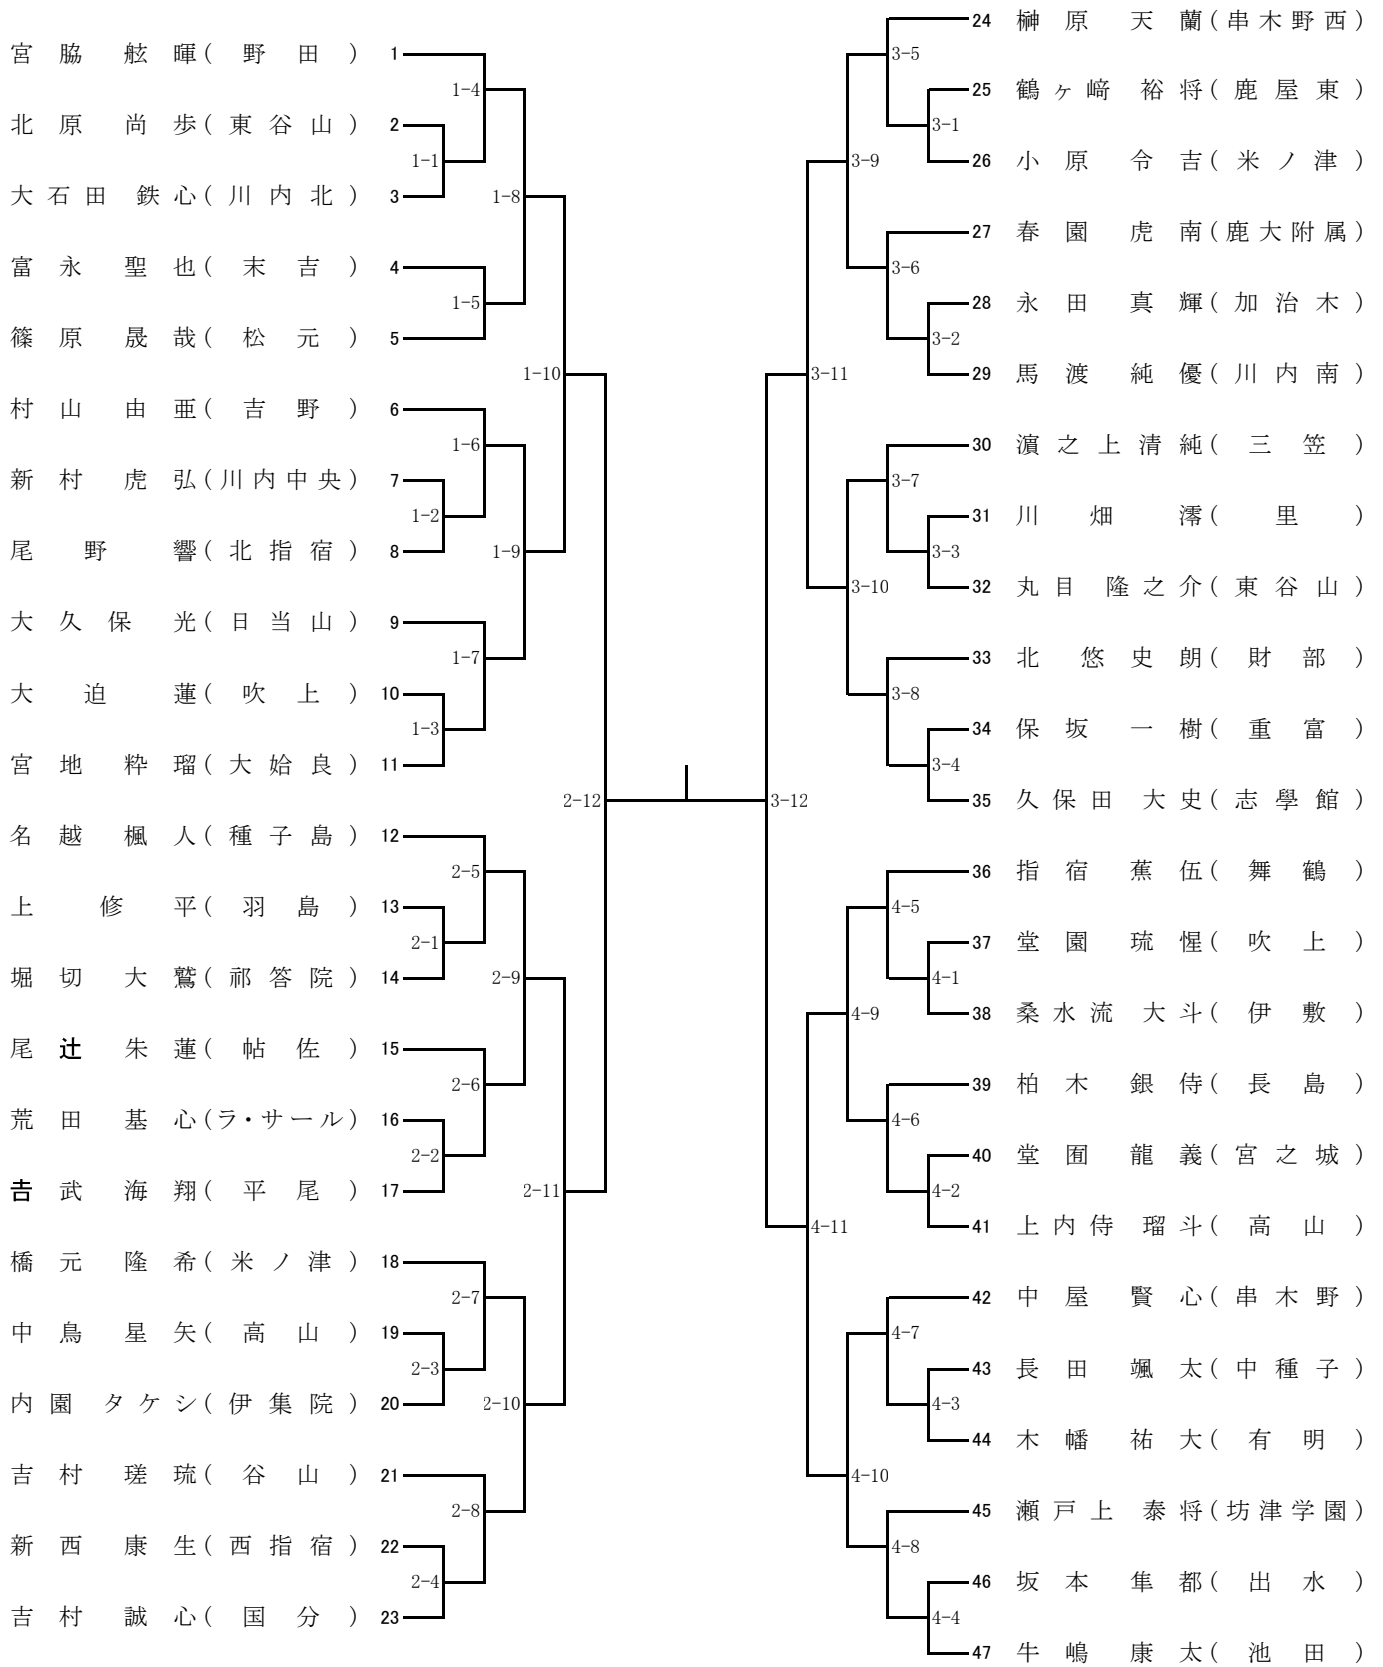 宮脇 舷暉(野田) 1
北原 尚歩(東谷山) 2
大石田 鉄心(川内北) 3
富永 聖也(末吉) 4
篠原 晟哉(松元) 5
村山 由亜(吉野) 6
新村 虎弘(川内中央) 7
尾野 響(北指宿) 8
大久保 光(日当山) 9
大迫 蓮(吹上) 10
宮地 粋瑠(大姶良) 11
名越 楓人(種子島) 12
上 修平(羽島) 13
堀切 大鷲(祁答院) 14
尾辻 朱蓮(帖佐) 15
荒田 基心(ラ・サール) 16
𠮷武 海翔(平尾) 17
橋元 隆希(米ノ津) 18
中鳥 星矢(高山) 19
内園 タケシ(伊集院) 20
吉村 瑳琉(谷山) 21
新西 康生(西指宿) 22
吉村 誠心(国分) 23
1-4
1-1
1-8
1-5
1-10
1-6
1-2
1-9
1-7
1-3
2-12
2-5
2-1
2-9
2-6
2-2
2-11
2-7
2-3
2-10
2-8
2-4
24 榊原 天蘭(串木野西)
25 鶴ヶ﨑 裕将(鹿屋東)
26 小原 令吉(米ノ津)
27 春園 虎南(鹿大附属)
28 永田 真輝(加治木)
29 馬渡 純優(川内南)
30 濵之上清純(三笠)
31 川畑 澪(里)
32 丸目 隆之介(東谷山)
33 北 悠史朗(財部)
34 保坂 一樹(重富)
35 久保田 大史(志學館)
36 指宿 蕉伍(舞鶴)
37 堂園 琉惺(吹上)
38 桑水流 大斗(伊敷)
39 柏木 銀侍(長島)
40 堂囿 龍義(宮之城)
41 上内侍 瑠斗(高山)
42 中屋 賢心(串木野)
43 長田 颯太(中種子)
44 木幡 祐大(有明)
45 瀬戸上 泰将(坊津学園)
46 坂本 隼都(出水)
47 牛嶋 康太(池田)
3-5
3-1
3-9
3-6
3-2
3-11
3-7
3-3
3-10
3-8
3-4
3-12
4-5
4-1
4-9
4-6
4-2
4-11
4-7
4-3
4-10
4-8
4-4